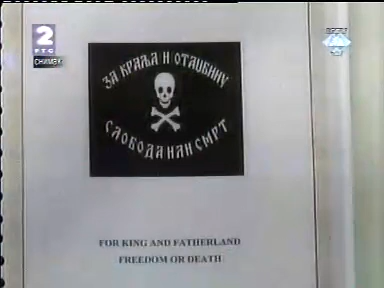 2
РТС
СНИМАК
ЗА КРАЉА И ОТАЏБИНУ
СЛОБОДА ИЛИ СМРТ
FOR KING AND FATHERLAND
FREEDOM OR DEATH